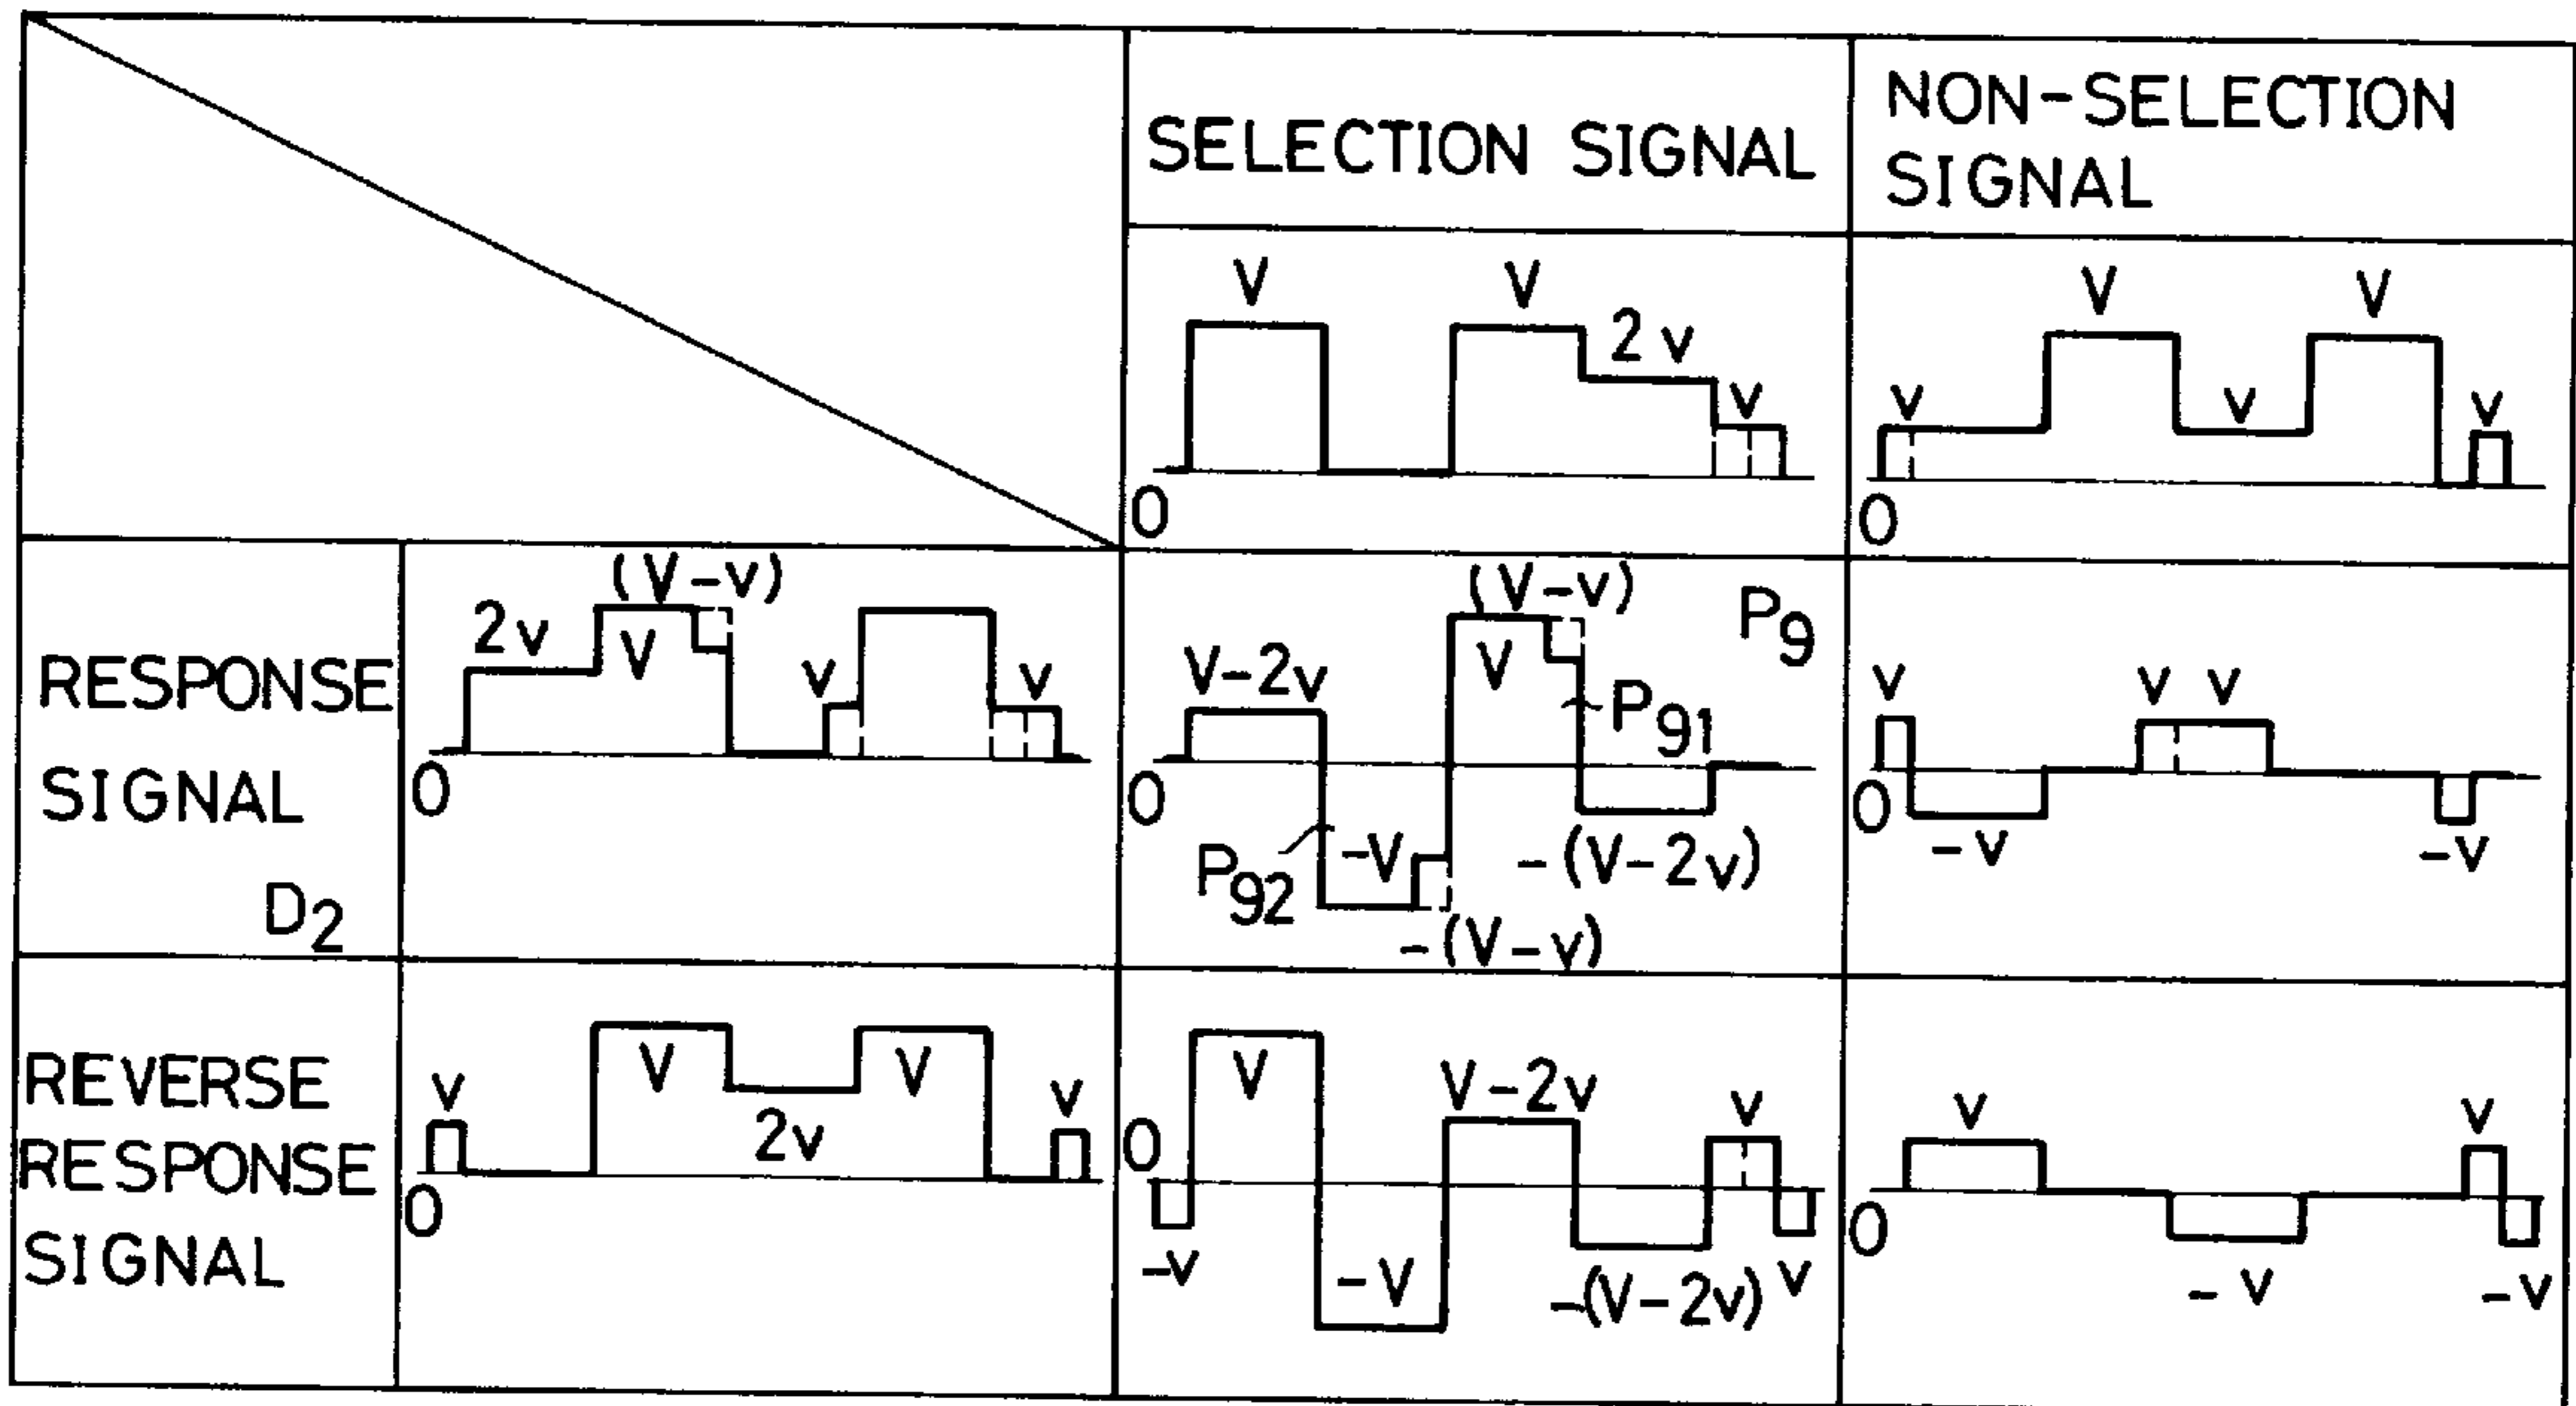 SELECTION SIGNAL
NON-SELECTION
SIGNAL
V V 2v v
0
v V v V v
0
RESPONSE
SIGNAL
D2
2v V (V-v) v v
0
V-2v (V-v) V P9
P91
0
P92 -V -(V-2v)
-(V-v)
v v v
0
-v -v
REVERSE
RESPONSE
SIGNAL
v V 2v V v
0
V V-2v v
0
-v -V -(V-2v) v
v v
0
-v -v